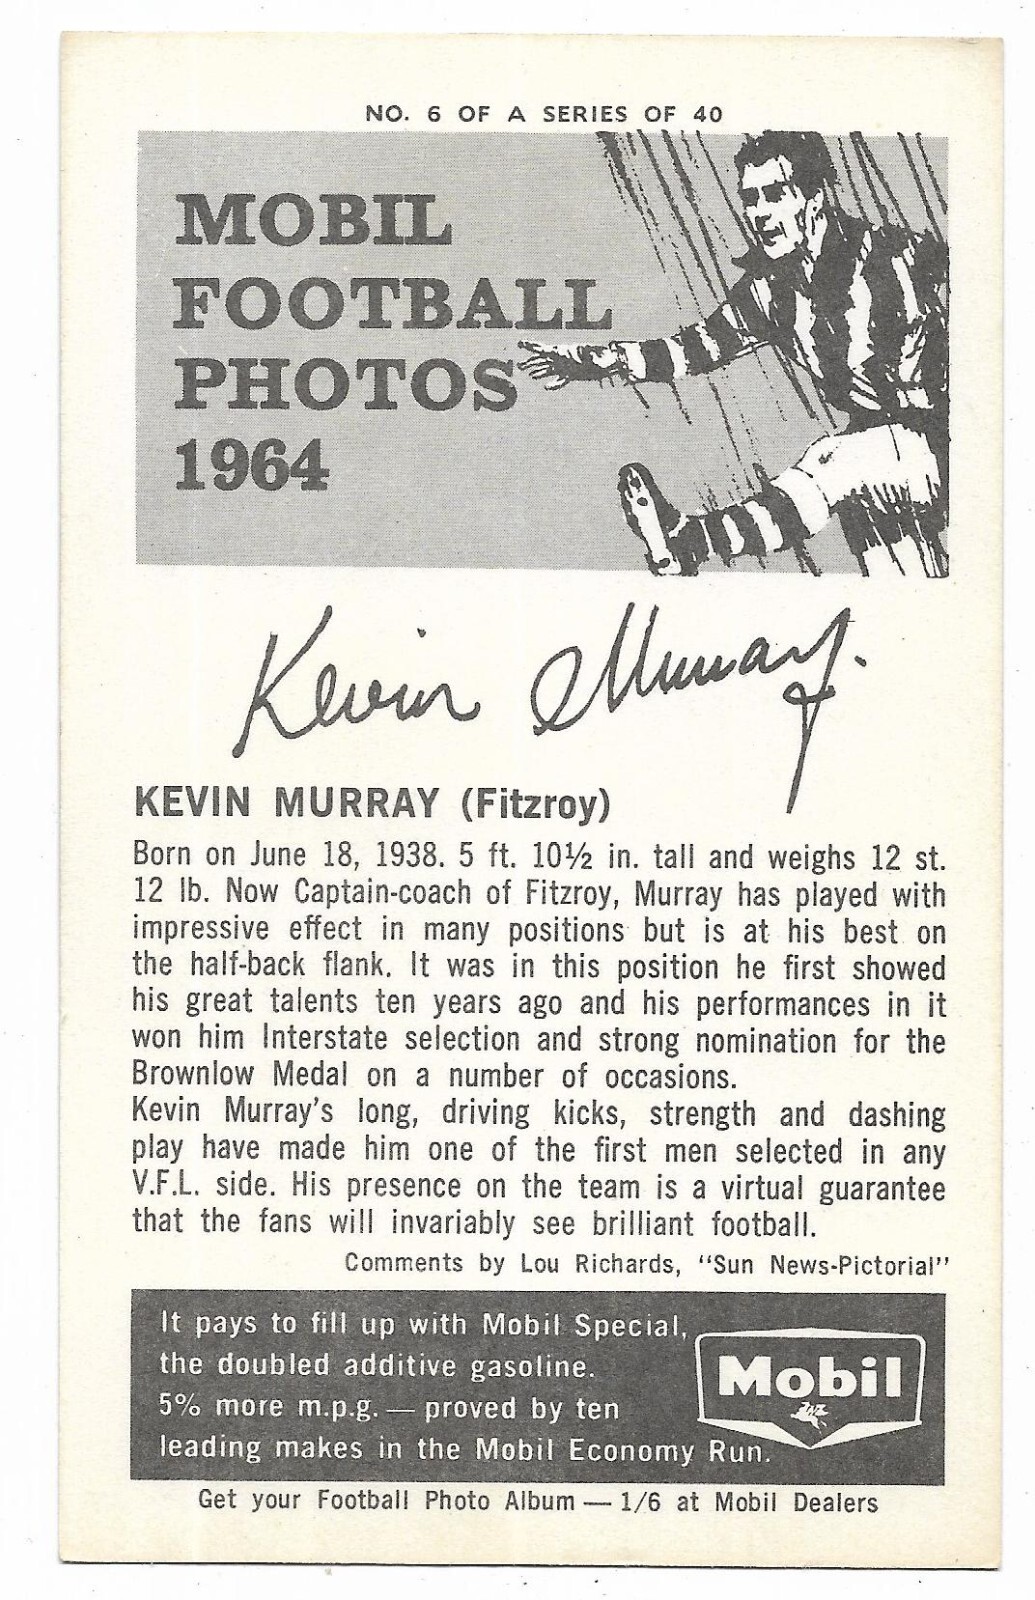 NO. 6 OF A SERIES OF 40
MOBIL
FOOTBALL
PHOTOS
1964
Kevin Murray.
KEVIN MURRAY (Fitzroy)
Born on June 18, 1938. 5 ft. 10½ in. tall and weighs 12 st.
12 lb. Now Captain-coach of Fitzroy, Murray has played with
impressive effect in many positions but is at his best on
the half-back flank. It was in this position he first showed
his great talents ten years ago and his performances in it
won him Interstate selection and strong nomination for the
Brownlow Medal on a number of occasions.
Kevin Murray's long, driving kicks, strength and dashing
play have made him one of the first men selected in any
V.F.L. side. His presence on the team is a virtual guarantee
that the fans will invariably see brilliant football.
Comments by Lou Richards, "Sun News-Pictorial"
It pays to fill up with Mobil Special,
the doubled additive gasoline.
5% more m.p.g. — proved by ten
leading makes in the Mobil Economy Run.
Mobil
Get your Football Photo Album — 1/6 at Mobil Dealers